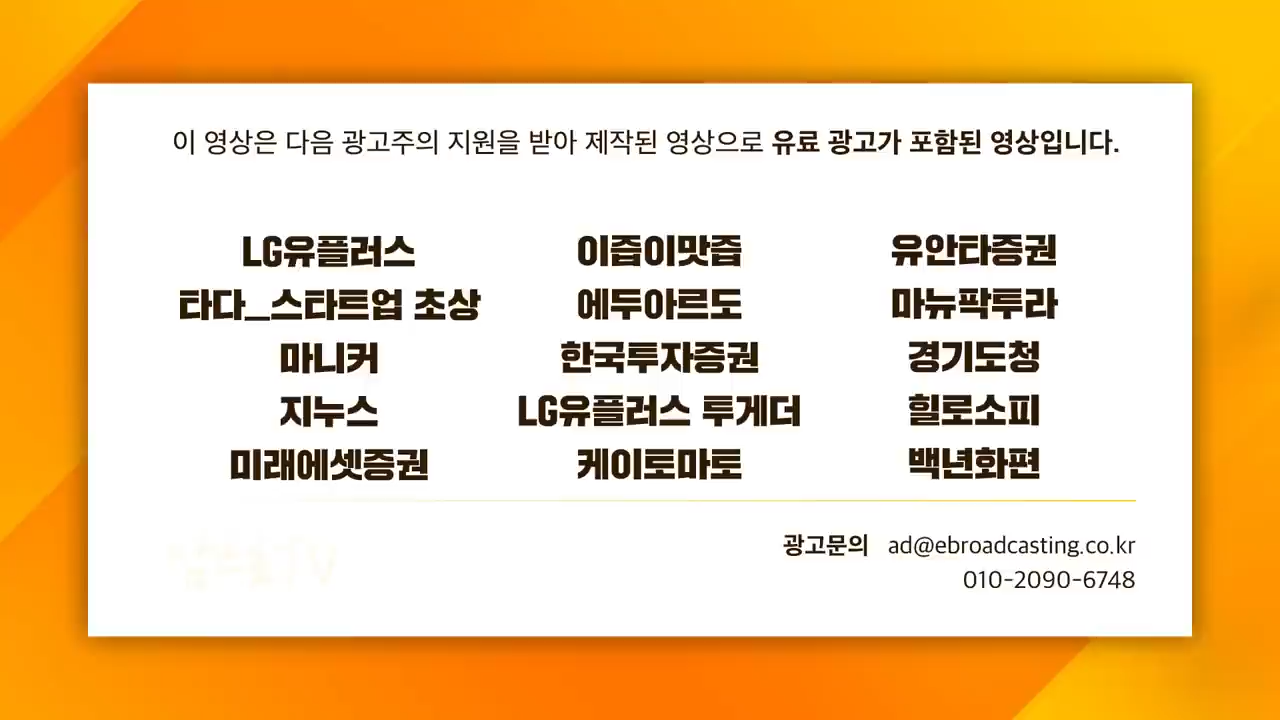 이 영상은 다음 광고주의 지원을 받아 제작된 영상으로 유료 광고가 포함된 영상입니다.
LG유플러스 이즙이맛즙 유안타증권
타다_스타트업 초상 에두아르도 마뉴팍투라
마니커 한국투자증권 경기도청
지누스 LG유플러스 투게더 힐로소피
미래에셋증권 케이토마토 백년화편
광고문의 ad@ebroadcasting.co.kr
010-2090-6748